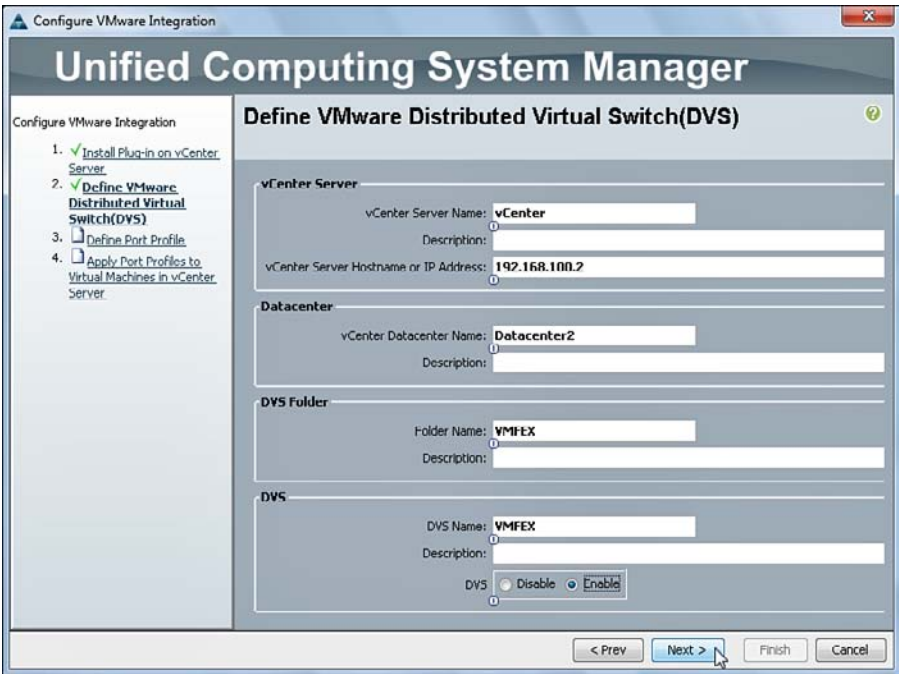 Configure VMware Integration
Unified Computing System Manager
Configure VMware Integration
1. Install Plug-in on vCenter
Server
2. Define VMware
Distributed Virtual
Switch(DVS)
3. Define Port Profile
4. Apply Port Profiles to
Virtual Machines in vCenter
Server
Define VMware Distributed Virtual Switch(DVS)
vCenter Server
vCenter Server Name: vCenter
Description:
vCenter Server Hostname or IP Address: 192.168.100.2
Datacenter
vCenter Datacenter Name: Datacenter2
Description:
DVS Folder
Folder Name: VMFEX
Description:
DVS
DVS Name: VMFEX
Description:
DVS Disable Enable
< Prev Next > Finish Cancel